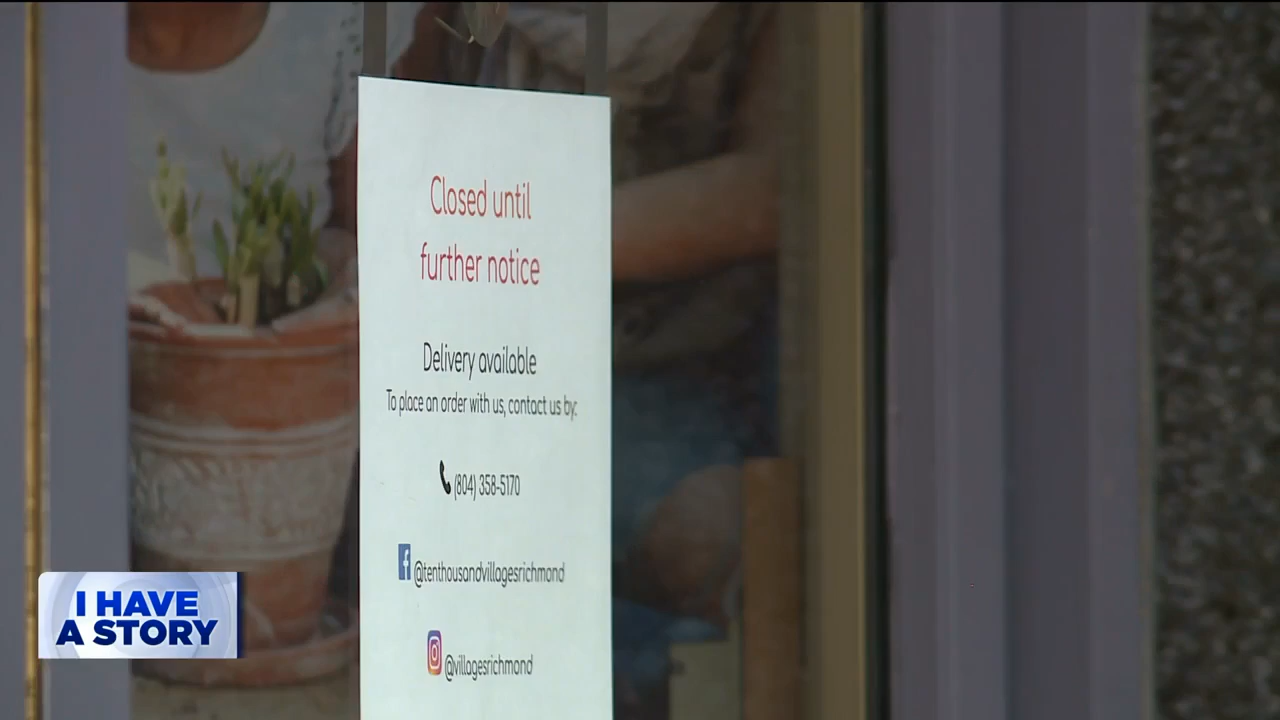 Closed until
further notice
Delivery available
To place an order with us, contact us by:
(804) 358-5170
@tenthousandvillagesrichmond
@villagesrichmond
I HAVE
A STORY